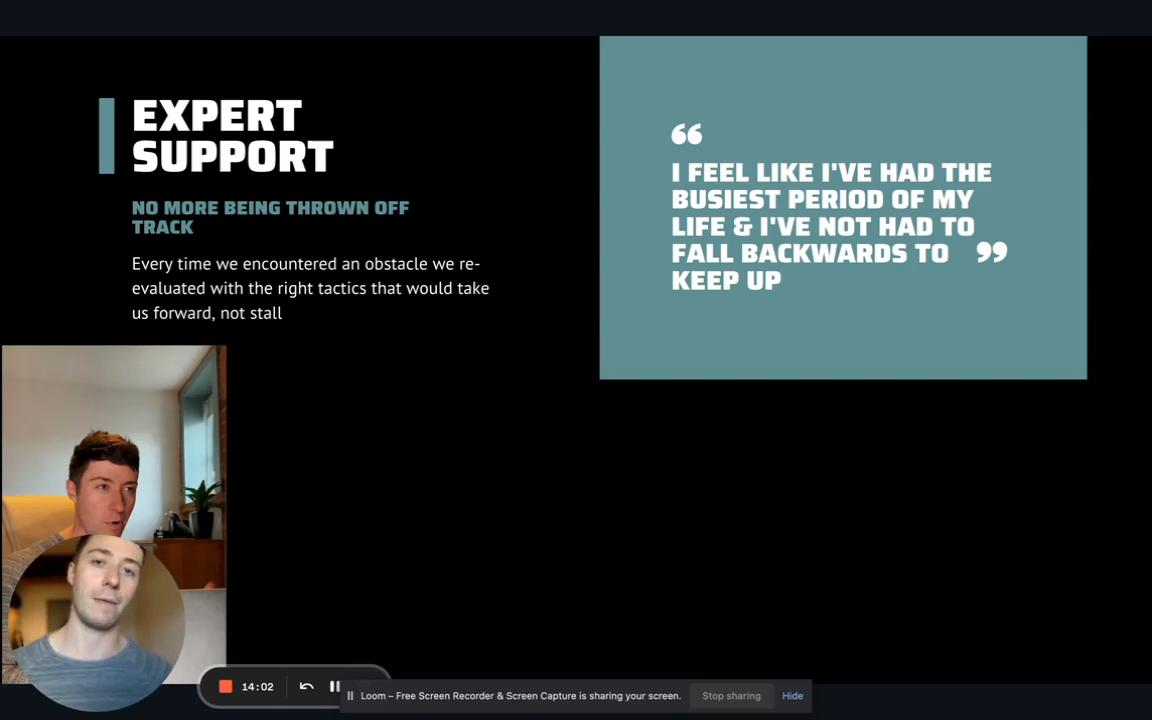 EXPERT
SUPPORT
NO MORE BEING THROWN OFF
TRACK
Every time we encountered an obstacle we re-
evaluated with the right tactics that would take
us forward, not stall
“
I FEEL LIKE I'VE HAD THE
BUSIEST PERIOD OF MY
LIFE & I'VE NOT HAD TO
FALL BACKWARDS TO ”
KEEP UP
14:02
Loom – Free Screen Recorder & Screen Capture is sharing your screen.
Stop sharing
Hide